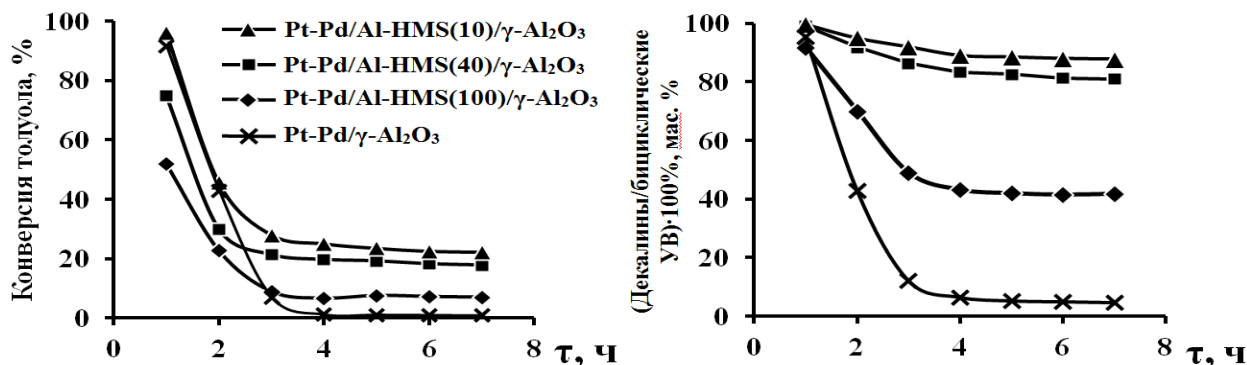 Конверсия толуола, %
100
80
60
40
20
0
0
2
4
6
8
τ, ч
Pt-Pd/Al-HMS(10)/γ-Al₂O₃
Pt-Pd/Al-HMS(40)/γ-Al₂O₃
Pt-Pd/Al-HMS(100)/γ-Al₂O₃
Pt-Pd/γ-Al₂O₃
(Декалины/бициклические
УВ)·100%, мас. %
100
80
60
40
20
0
0
2
4
6
8
τ, ч